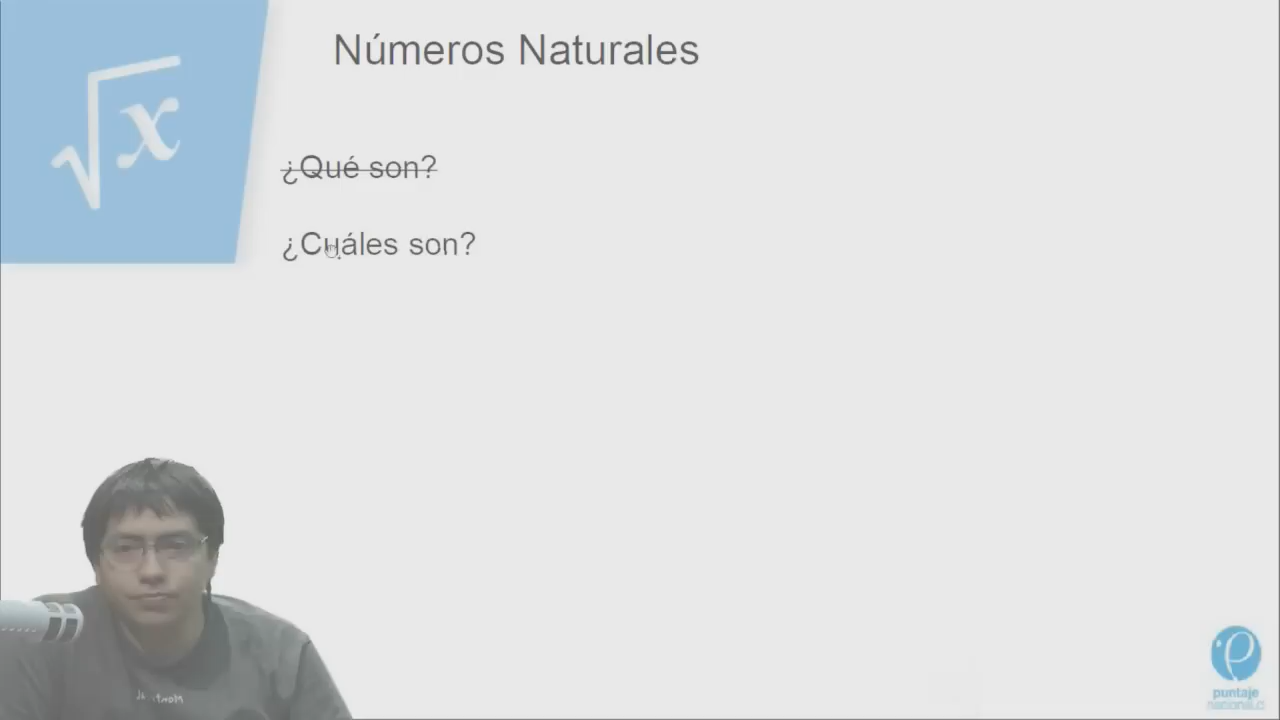 √x
Números Naturales
¿Qué son?
¿Cuáles son?
puntaje
nacional.cl